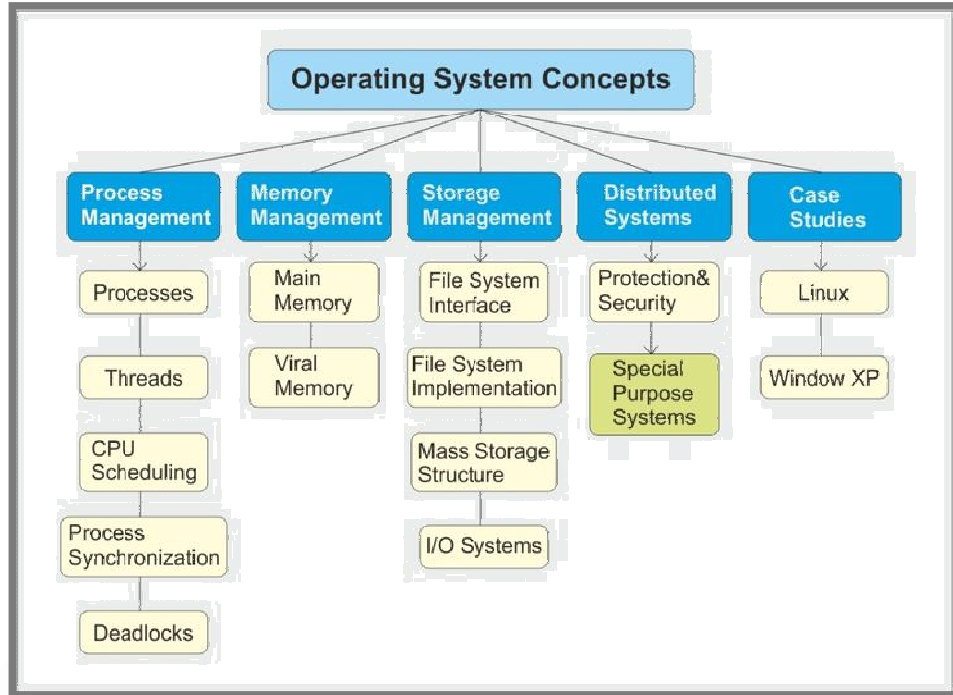 Operating System Concepts
Process
Management
Memory
Management
Storage
Management
Distributed
Systems
Case
Studies
Processes
Threads
CPU
Scheduling
Process
Synchronization
Deadlocks
Main
Memory
Viral
Memory
File System
Interface
File System
Implementation
Mass Storage
Structure
I/O Systems
Protection&
Security
Special
Purpose
Systems
Linux
Window XP